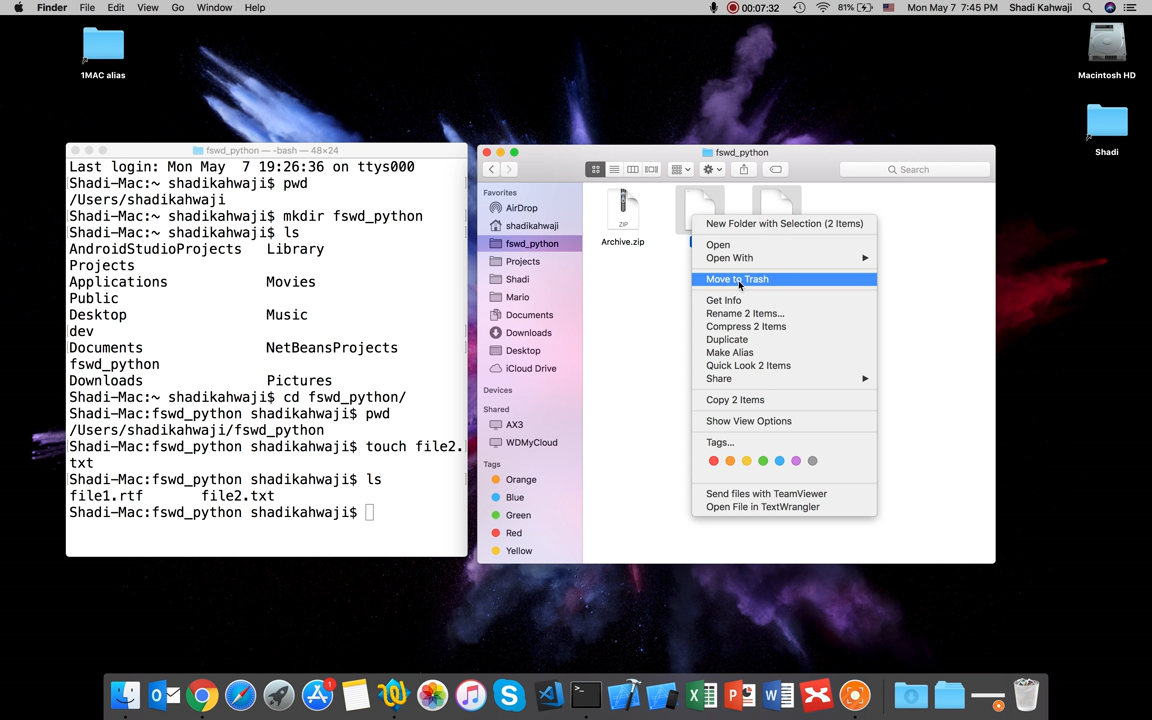 Finder File Edit View Go Window Help
00:07:32 81% Mon May 7 7:45 PM Shadi Kahwaji
1MAC alias
Macintosh HD
Shadi
fswd_python — -bash — 48×24
Last login: Mon May  7 19:26:36 on ttys000
[Shadi-Mac:~ shadikahwaji$ pwd
/Users/shadikahwaji
[Shadi-Mac:~ shadikahwaji$ mkdir fswd_python
[Shadi-Mac:~ shadikahwaji$ ls
AndroidStudioProjects Library
Projects
Applications Movies
Public
Desktop Music
dev
Documents NetBeansProjects
fswd_python
Downloads Pictures
[Shadi-Mac:~ shadikahwaji$ cd fswd_python/
[Shadi-Mac:fswd_python shadikahwaji$ pwd
/Users/shadikahwaji/fswd_python
[Shadi-Mac:fswd_python shadikahwaji$ touch file2.
txt
[Shadi-Mac:fswd_python shadikahwaji$ ls
file1.rtf file2.txt
Shadi-Mac:fswd_python shadikahwaji$
fswd_python
Search
Favorites
AirDrop
shadikahwaji
fswd_python
Projects
Shadi
Mario
Documents
Downloads
Desktop
iCloud Drive
Devices
Shared
AX3
WDMyCloud
Tags
Orange
Blue
Green
Red
Yellow
ZIP
Archive.zip
New Folder with Selection (2 Items)
Open
Open With
Move to Trash
Get Info
Rename 2 Items...
Compress 2 Items
Duplicate
Make Alias
Quick Look 2 Items
Share
Copy 2 Items
Show View Options
Tags...
Send files with TeamViewer
Open File in TextWrangler
1